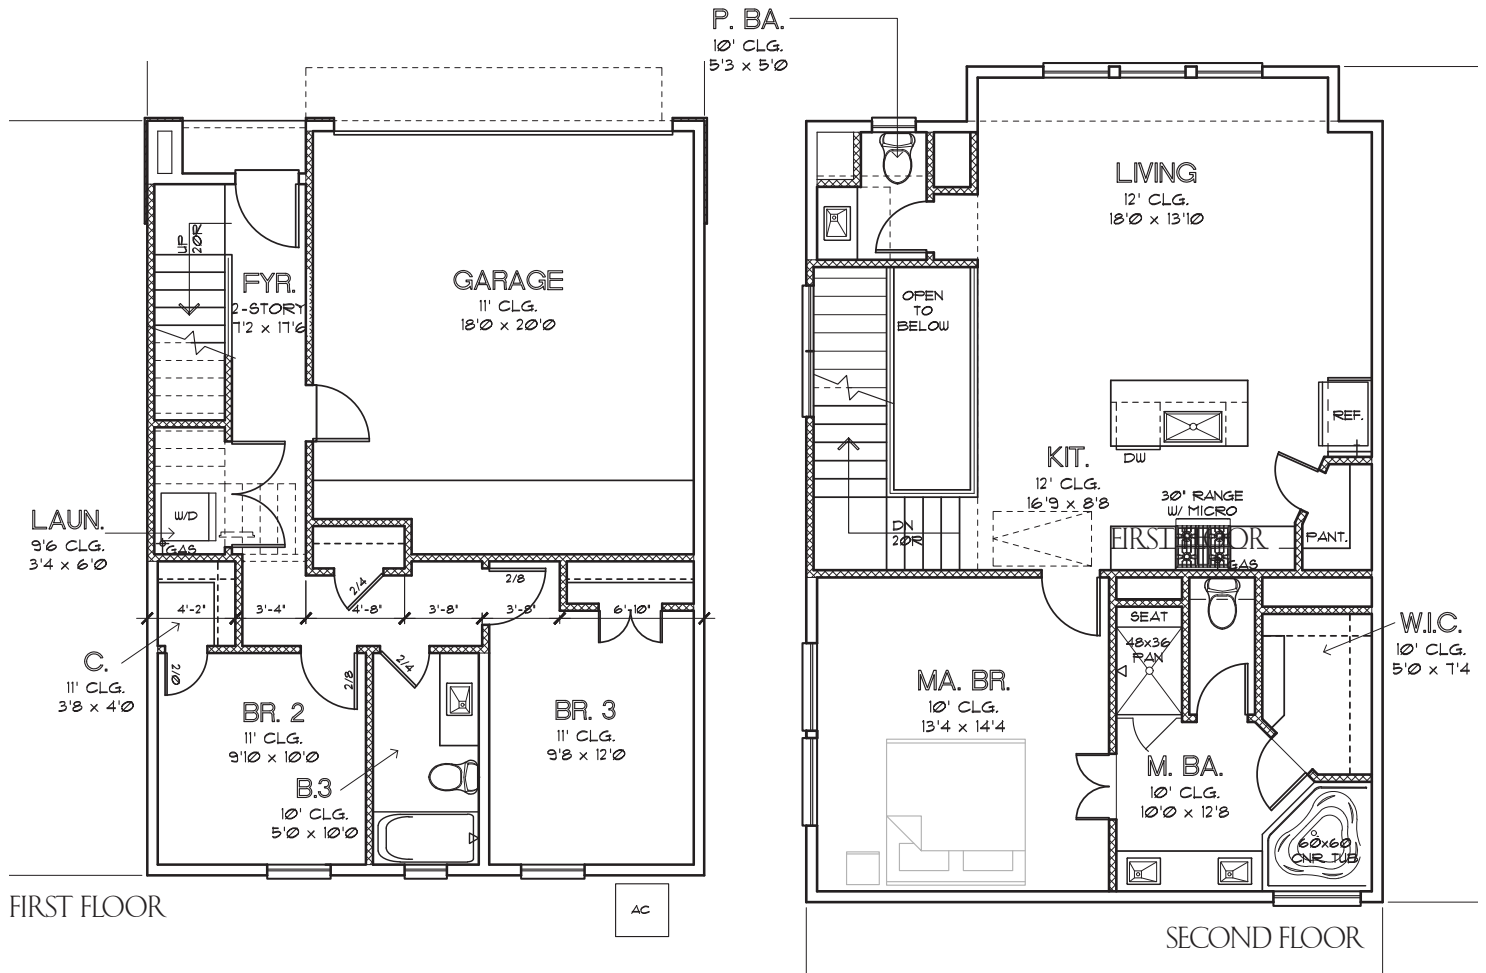 P. BA.
10' CLG.
5'3 x 5'0
UP
20R
FYR.
2-STORY
7'2 x 17'6
GARAGE
11' CLG.
18'0 x 20'0
LAUN.
9'6 CLG.
3'4 x 6'0
W/D
GAS
2/4
2/8
4'-2"
3'-4"
4'-8"
3'-8"
3'-8"
6'-10"
C.
11' CLG.
3'8 x 4'0
2/0
2/8
2/4
BR. 2
11' CLG.
9'10 x 10'0
B.3
10' CLG.
5'0 x 10'0
BR. 3
11' CLG.
9'8 x 12'0
AC
FIRST FLOOR
LIVING
12' CLG.
18'0 x 13'10
OPEN
TO
BELOW
REF.
DW
KIT.
12' CLG.
16'9 x 8'8
30" RANGE
W/ MICRO
DN
20R
FIRST FLOOR
PANT.
GAS
SEAT
48x36
PAN
W.I.C.
10' CLG.
5'0 x 7'4
MA. BR.
10' CLG.
13'4 x 14'4
M. BA.
10' CLG.
10'0 x 12'8
60x60
CNR TUB
SECOND FLOOR